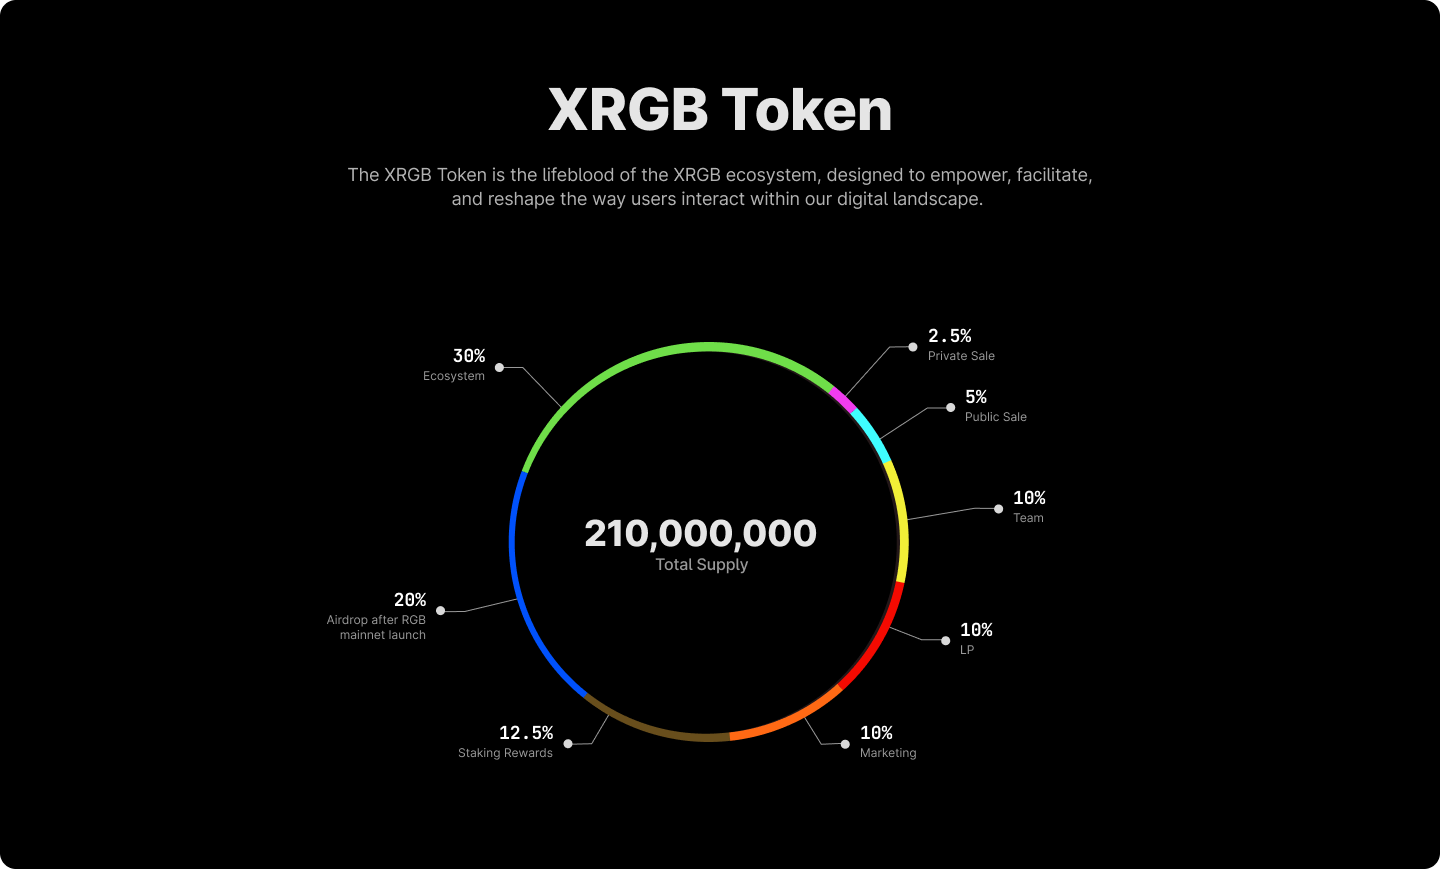 XRGB Token
The XRGB Token is the lifeblood of the XRGB ecosystem, designed to empower, facilitate,
and reshape the way users interact within our digital landscape.
2.5%
Private Sale
30%
Ecosystem
5%
Public Sale
10%
Team
210,000,000
Total Supply
20%
Airdrop after RGB
mainnet launch
10%
LP
12.5%
Staking Rewards
10%
Marketing